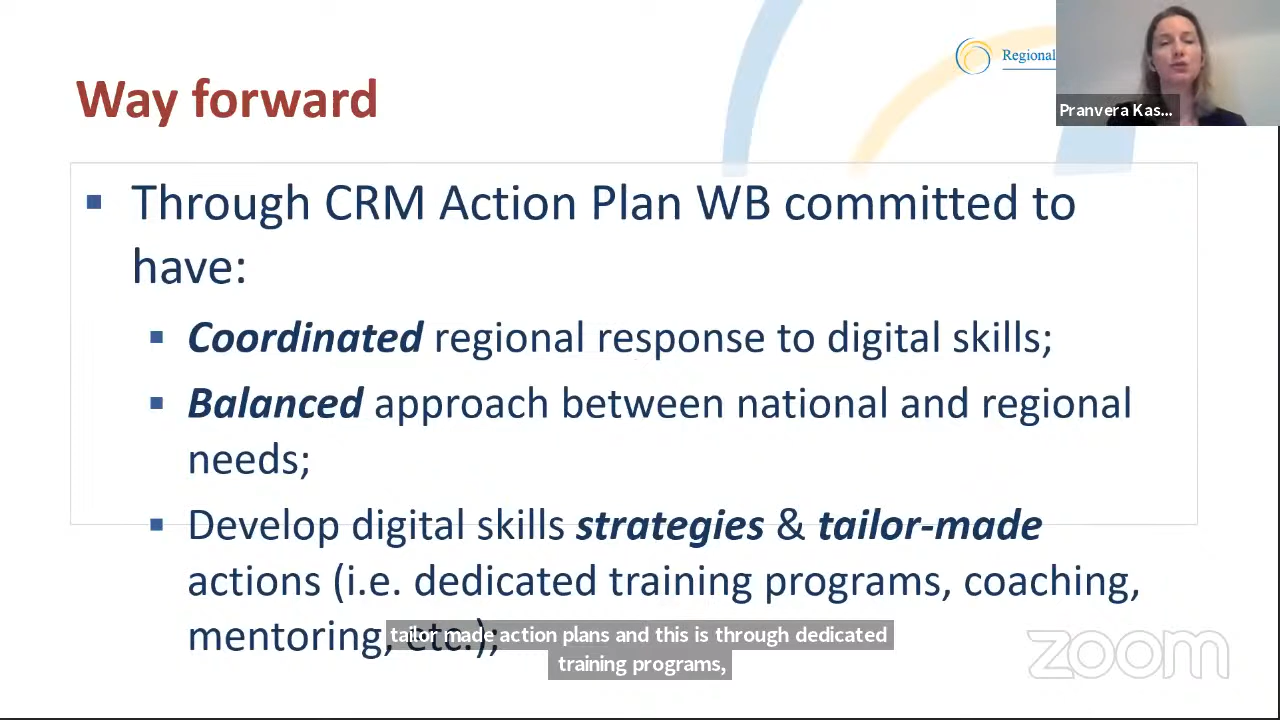 Regional
Way forward
Pranvera Kas...
Through CRM Action Plan WB committed to
have:
Coordinated regional response to digital skills;
Balanced approach between national and regional
needs;
Develop digital skills strategies & tailor-made
actions (i.e. dedicated training programs, coaching,
mentoring, etc.);
tailor made action plans and this is through dedicated
training programs,
zoom